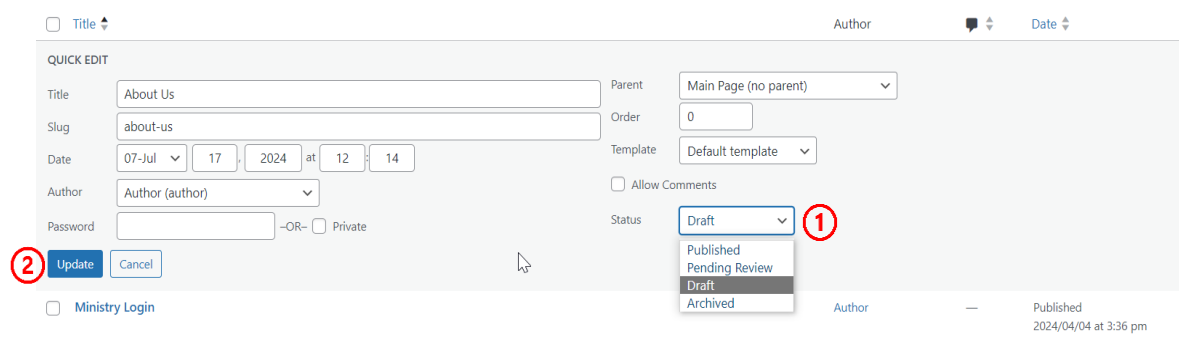 Title Author Date
QUICK EDIT
Title About Us
Slug about-us
Date 07-Jul 17 , 2024 at 12 : 14
Author Author (author)
Password –OR– Private
2 Update Cancel
Parent Main Page (no parent)
Order 0
Template Default template
Allow Comments
Status Draft 1
Published
Pending Review
Draft
Archived
Ministry Login Author — Published
2024/04/04 at 3:36 pm